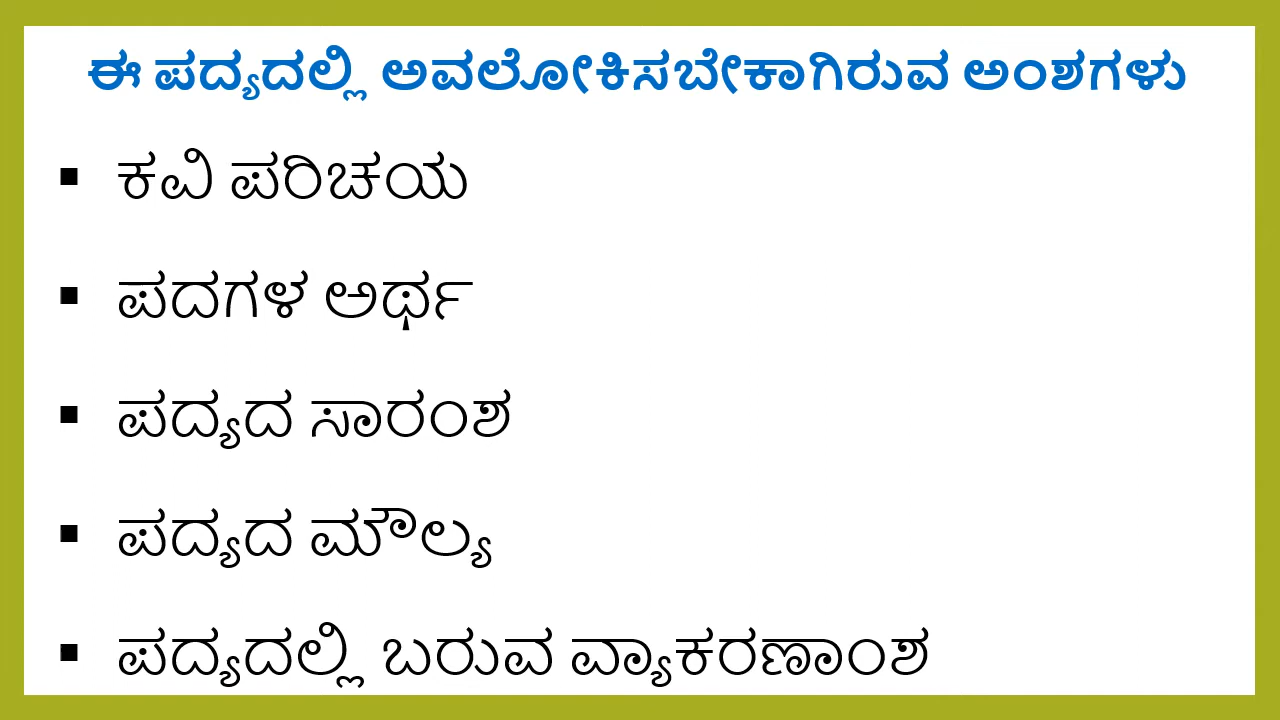 ಈ ಪದ್ಯದಲ್ಲಿ ಅವಲೋಕಿಸಬೇಕಾಗಿರುವ ಅಂಶಗಳು
▪ ಕವಿ ಪರಿಚಯ
▪ ಪದಗಳ ಅರ್ಥ
▪ ಪದ್ಯದ ಸಾರಂಶ
▪ ಪದ್ಯದ ಮೌಲ್ಯ
▪ ಪದ್ಯದಲ್ಲಿ ಬರುವ ವ್ಯಾಕರಣಾಂಶ